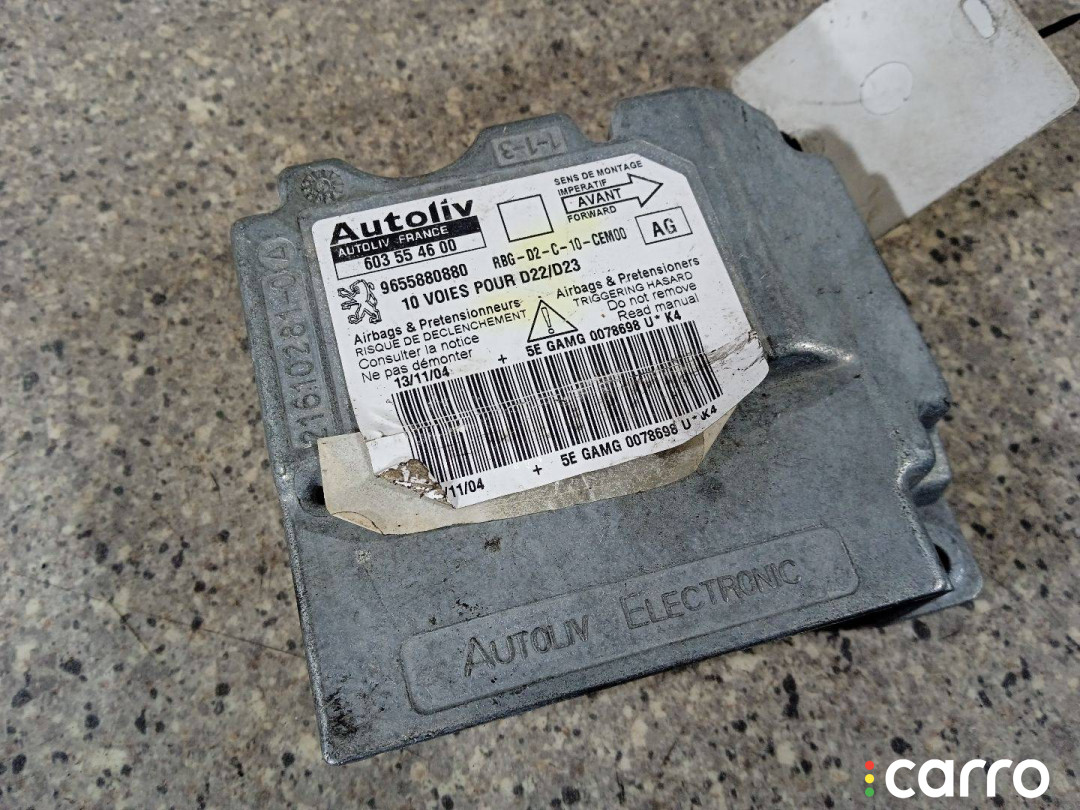 1-1-3
Autoliv
AUTOLIV FRANCE
603 55 46 00
SENS DE MONTAGE
IMPERATIF
AVANT
FORWARD
AG
9655880880
RBG-D2-C-10-CEM00
10 VOIES POUR D22/D23
Airbags & Pretensionneurs
RISQUE DE DECLENCHEMENT
Consulter la notice
Ne pas démonter
Airbags & Pretensioners
TRIGGERING HASARD
Do not remove
Read manual
13/11/04 + 5E GAMG 0078698 U* K4
/11/04 + 5E GAMG 0078698 U* K4
AUTOLIV ELECTRONIC
carro